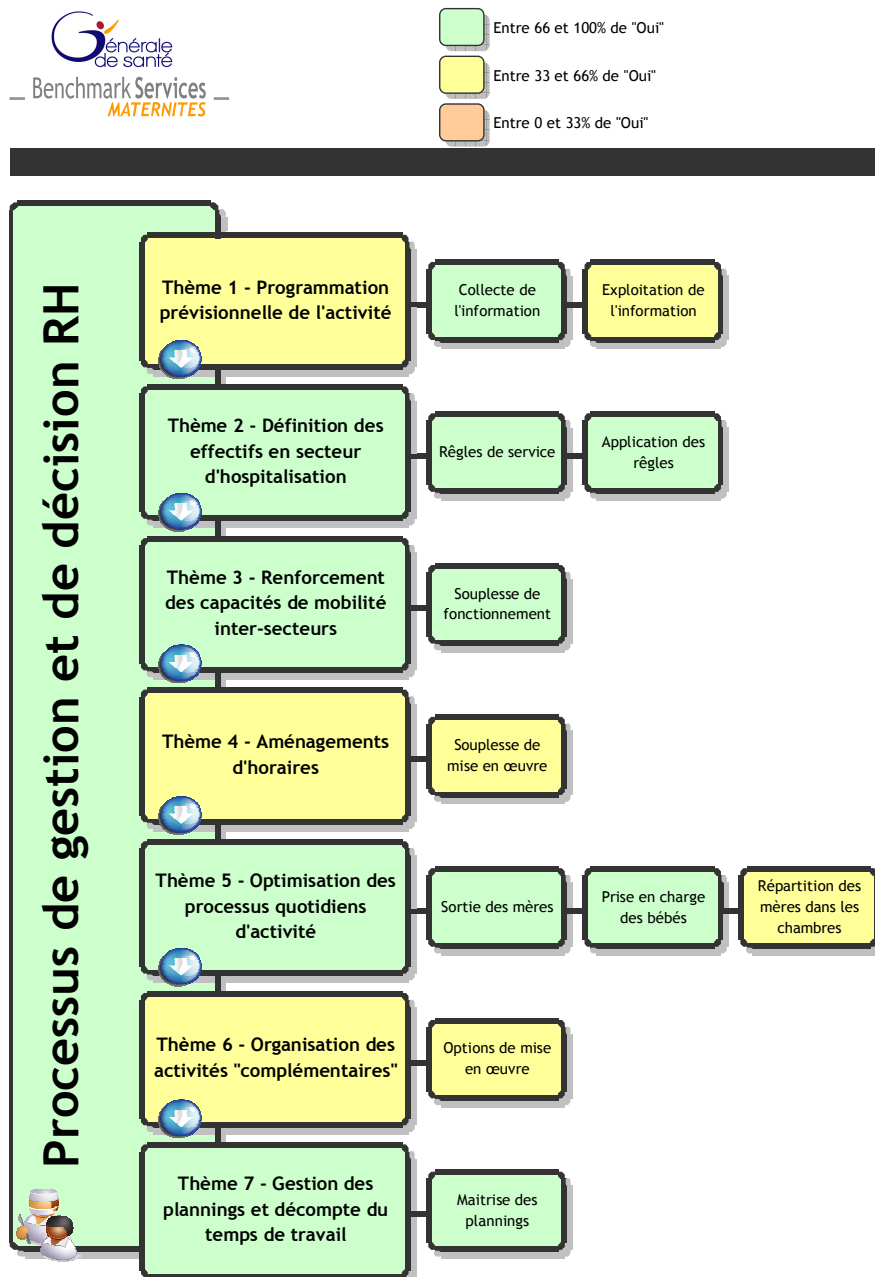 Générale
de santé
_ Benchmark Services _
MATERNITES
Entre 66 et 100% de "Oui"
Entre 33 et 66% de "Oui"
Entre 0 et 33% de "Oui"
Processus de gestion et de décision RH
Thème 1 - Programmation
prévisionnelle de l'activité
Collecte de
l'information
Exploitation de
l'information
Thème 2 - Définition des
effectifs en secteur
d'hospitalisation
Rêgles de service
Application des
rêgles
Thème 3 - Renforcement
des capacités de mobilité
inter-secteurs
Souplesse de
fonctionnement
Thème 4 - Aménagements
d'horaires
Souplesse de
mise en œuvre
Thème 5 - Optimisation des
processus quotidiens
d'activité
Sortie des mères
Prise en charge
des bébés
Répartition des
mères dans les
chambres
Thème 6 - Organisation des
activités "complémentaires"
Options de mise
en œuvre
Thème 7 - Gestion des
plannings et décompte du
temps de travail
Maitrise des
plannings